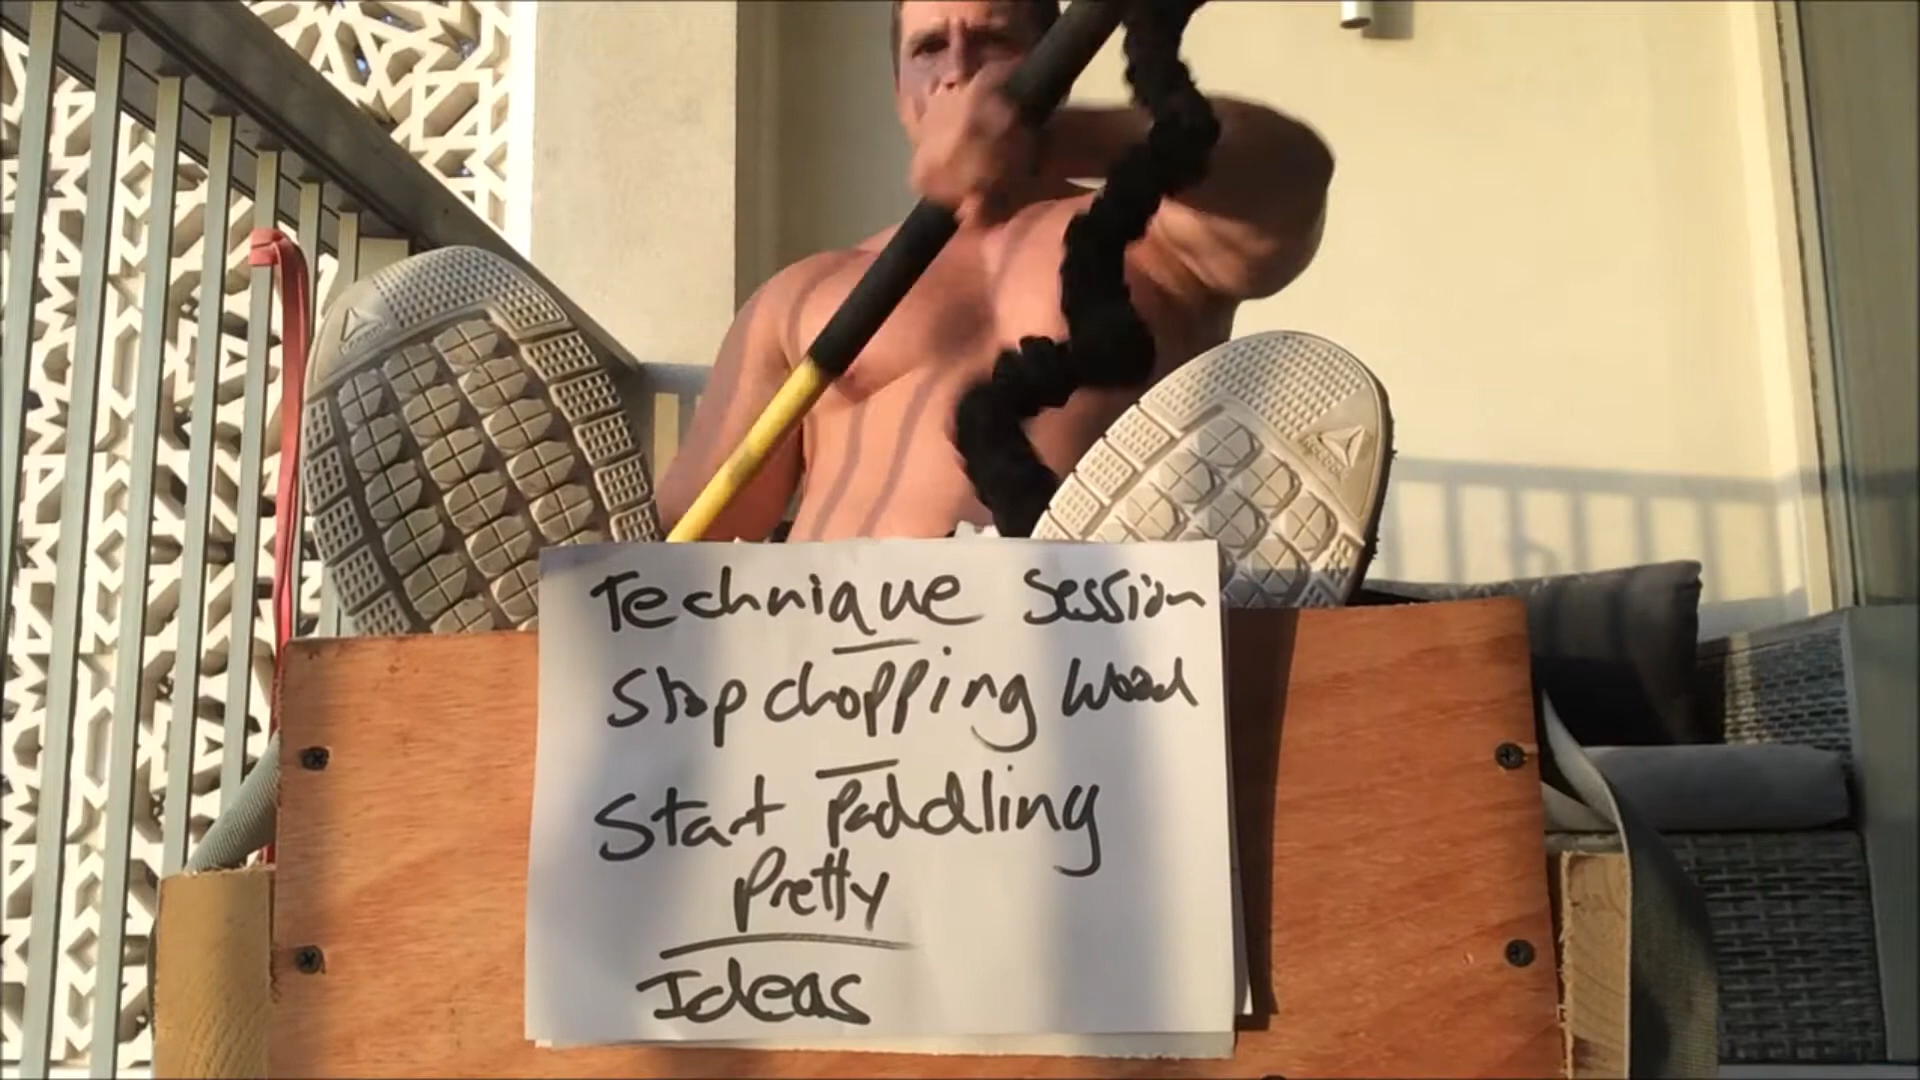 Technique Session
Stop chopping wood
Start paddling
Pretty
Ideas